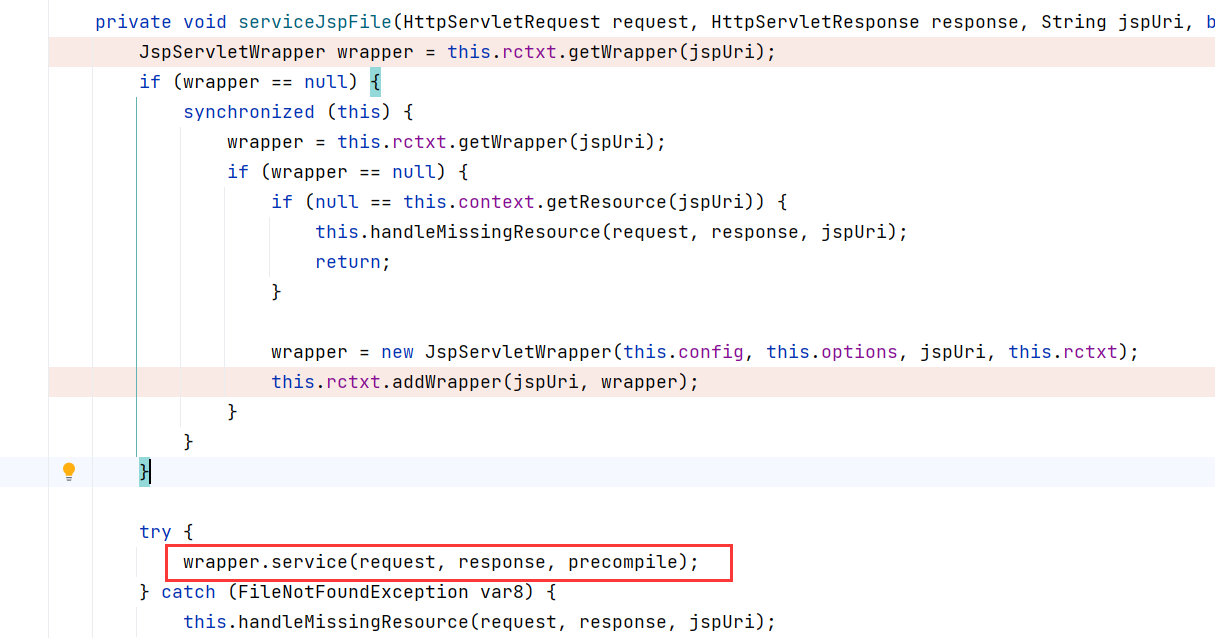 private void serviceJspFile(HttpServletRequest request, HttpServletResponse response, String jspUri, b
JspServletWrapper wrapper = this.rctxt.getWrapper(jspUri);
if (wrapper == null) {
synchronized (this) {
wrapper = this.rctxt.getWrapper(jspUri);
if (wrapper == null) {
if (null == this.context.getResource(jspUri)) {
this.handleMissingResource(request, response, jspUri);
return;
}
wrapper = new JspServletWrapper(this.config, this.options, jspUri, this.rctxt);
this.rctxt.addWrapper(jspUri, wrapper);
}
}
}
try {
wrapper.service(request, response, precompile);
} catch (FileNotFoundException var8) {
this.handleMissingResource(request, response, jspUri);